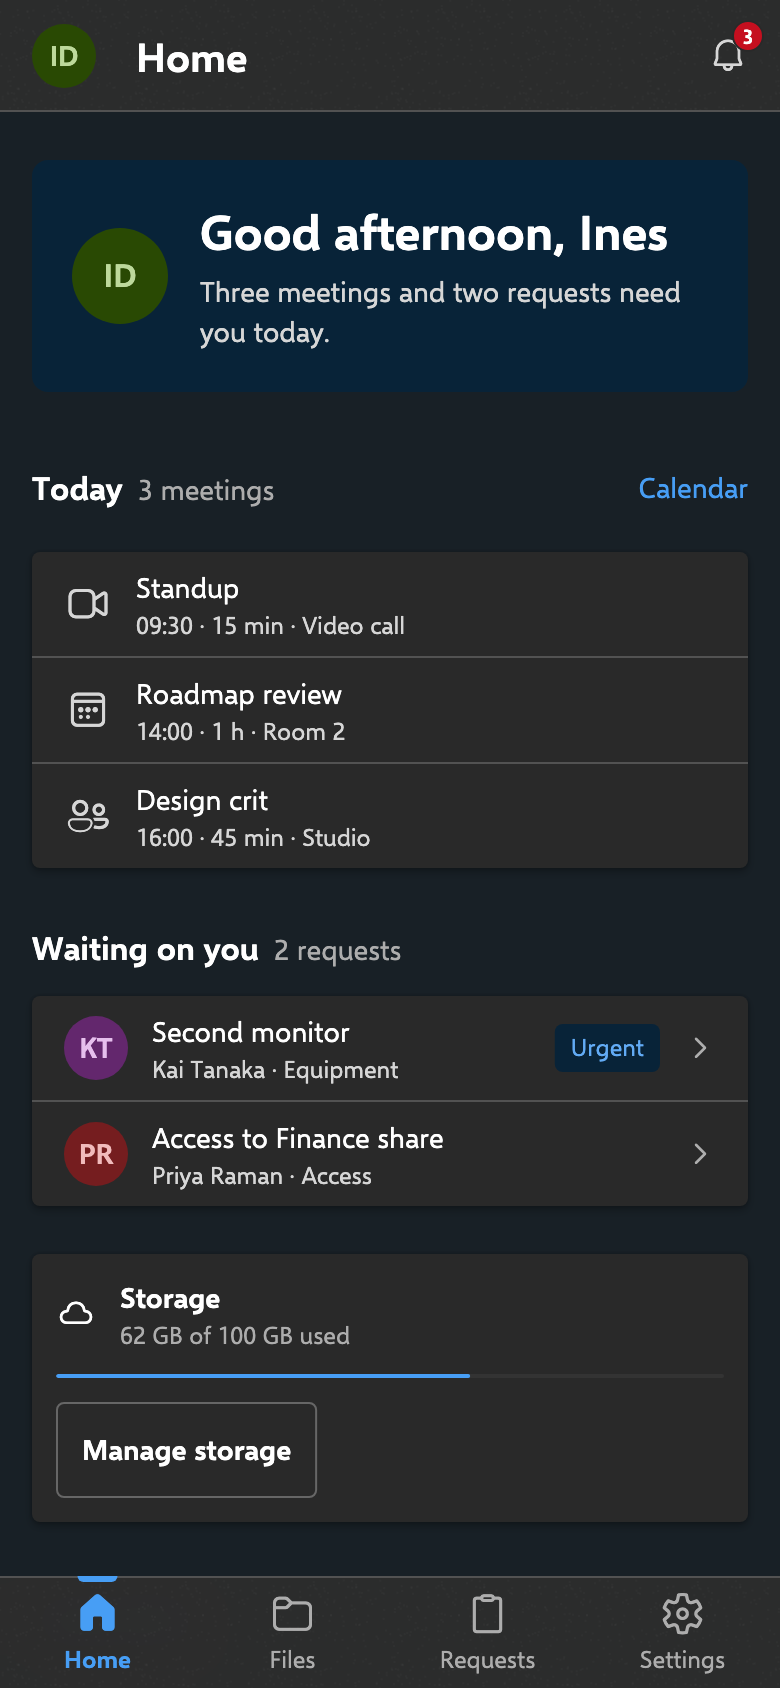 ID
Home
3
ID
Good afternoon, Ines
Three meetings and two requests need
you today.
Today 3 meetings
Calendar
Standup
09:30 · 15 min · Video call
Roadmap review
14:00 · 1 h · Room 2
Design crit
16:00 · 45 min · Studio
Waiting on you 2 requests
KT
Second monitor
Kai Tanaka · Equipment
Urgent
PR
Access to Finance share
Priya Raman · Access
Storage
62 GB of 100 GB used
Manage storage
Home
Files
Requests
Settings